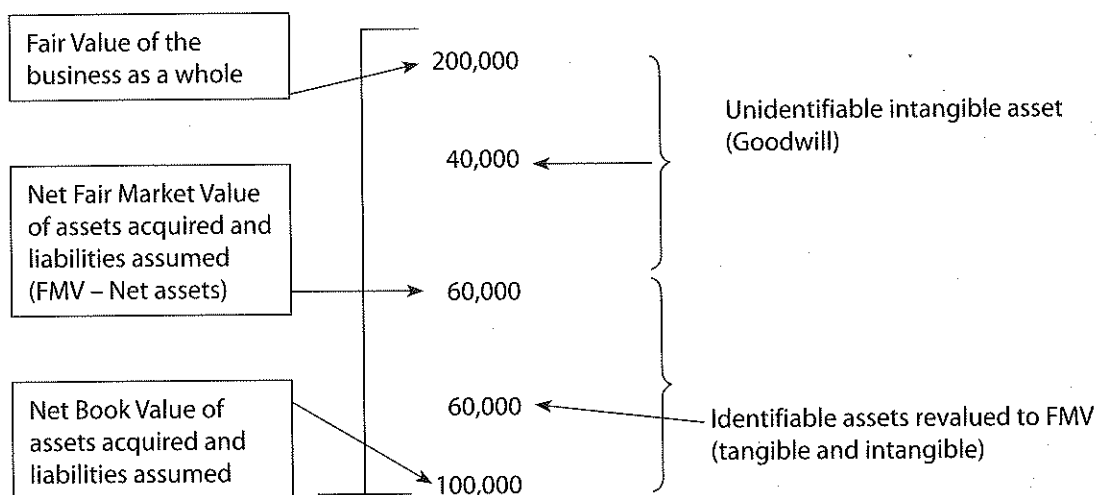 Fair Value of the
business as a whole
200,000
Unidentifiable intangible asset
(Goodwill)
40,000
Net Fair Market Value
of assets acquired and
liabilities assumed
(FMV – Net assets)
60,000
60,000
Identifiable assets revalued to FMV
(tangible and intangible)
Net Book Value of
assets acquired and
liabilities assumed
100,000